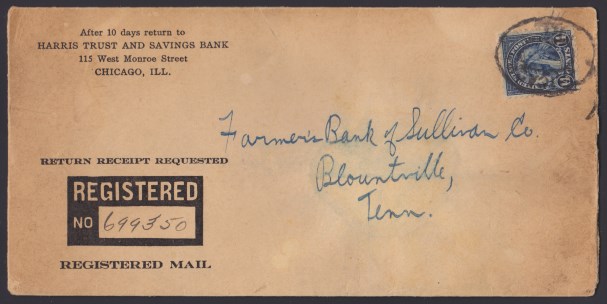 After 10 days return to
HARRIS TRUST AND SAVINGS BANK
115 West Monroe Street
CHICAGO, ILL.
Farmer's Bank of Sullivan Co.
Blountville,
Tenn.
RETURN RECEIPT REQUESTED
REGISTERED
NO 699350
REGISTERED MAIL